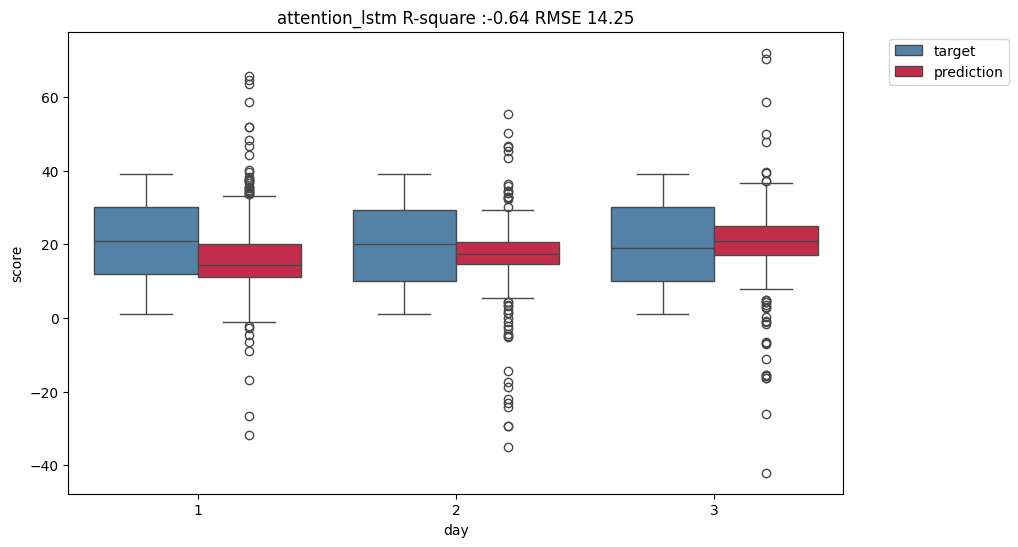 attention_lstm R-square :-0.64 RMSE 14.25
target
prediction
score
60
40
20
0
−20
−40
1
2
3
day